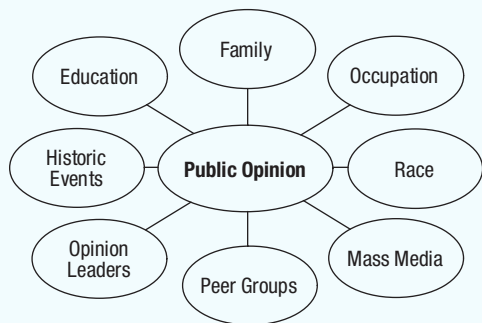 Family
Education
Occupation
Historic
Events
Public Opinion
Race
Opinion
Leaders
Peer Groups
Mass Media